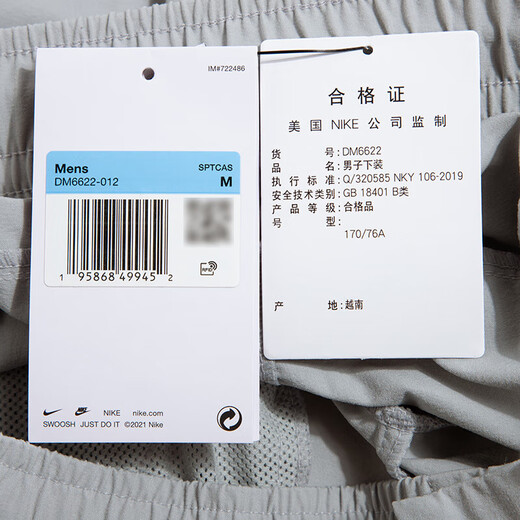 IM#722486
Mens
SPTCAS
DM6622-012
M
1 95868 49945 2
RFID
NIKE
nike.com
SWOOSH
JUST DO IT
©2021 Nike
合格证
美国 NIKE 公司监制
货号:DM6622
品名:男子下装
执行标准:Q/320585 NKY 106-2019
安全技术类别:GB 18401 B类
产品等级:合格品
号型:
170/76A
产地:越南